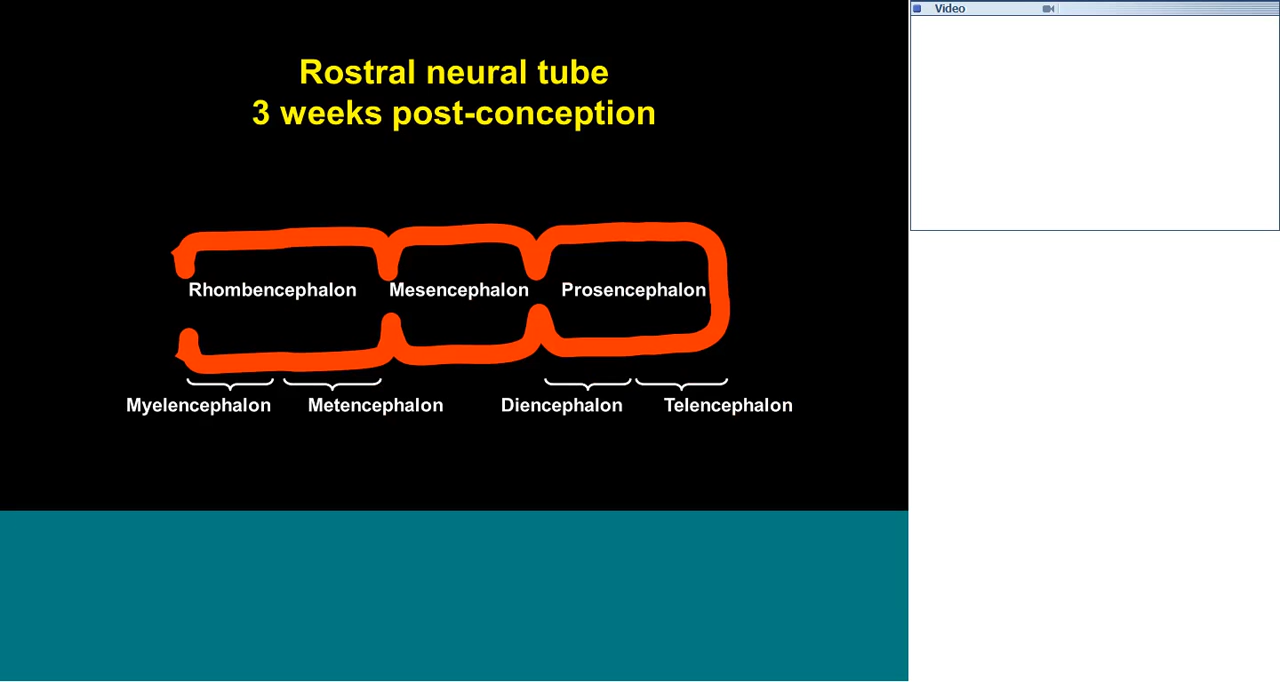 Video
Rostral neural tube
3 weeks post-conception
Rhombencephalon Mesencephalon Prosencephalon
Myelencephalon Metencephalon Diencephalon Telencephalon